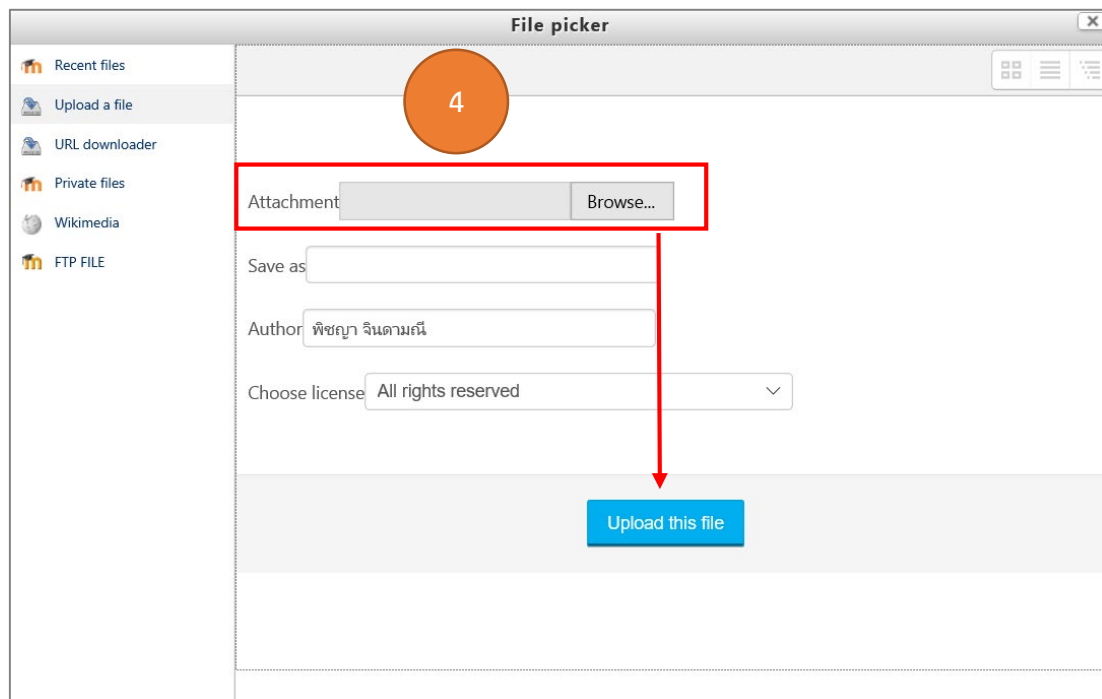 File picker
Recent files
Upload a file
URL downloader
Private files
Wikimedia
FTP FILE
4
Attachment Browse...
Save as
Author พิชญา จินดามณี
Choose license All rights reserved
Upload this file